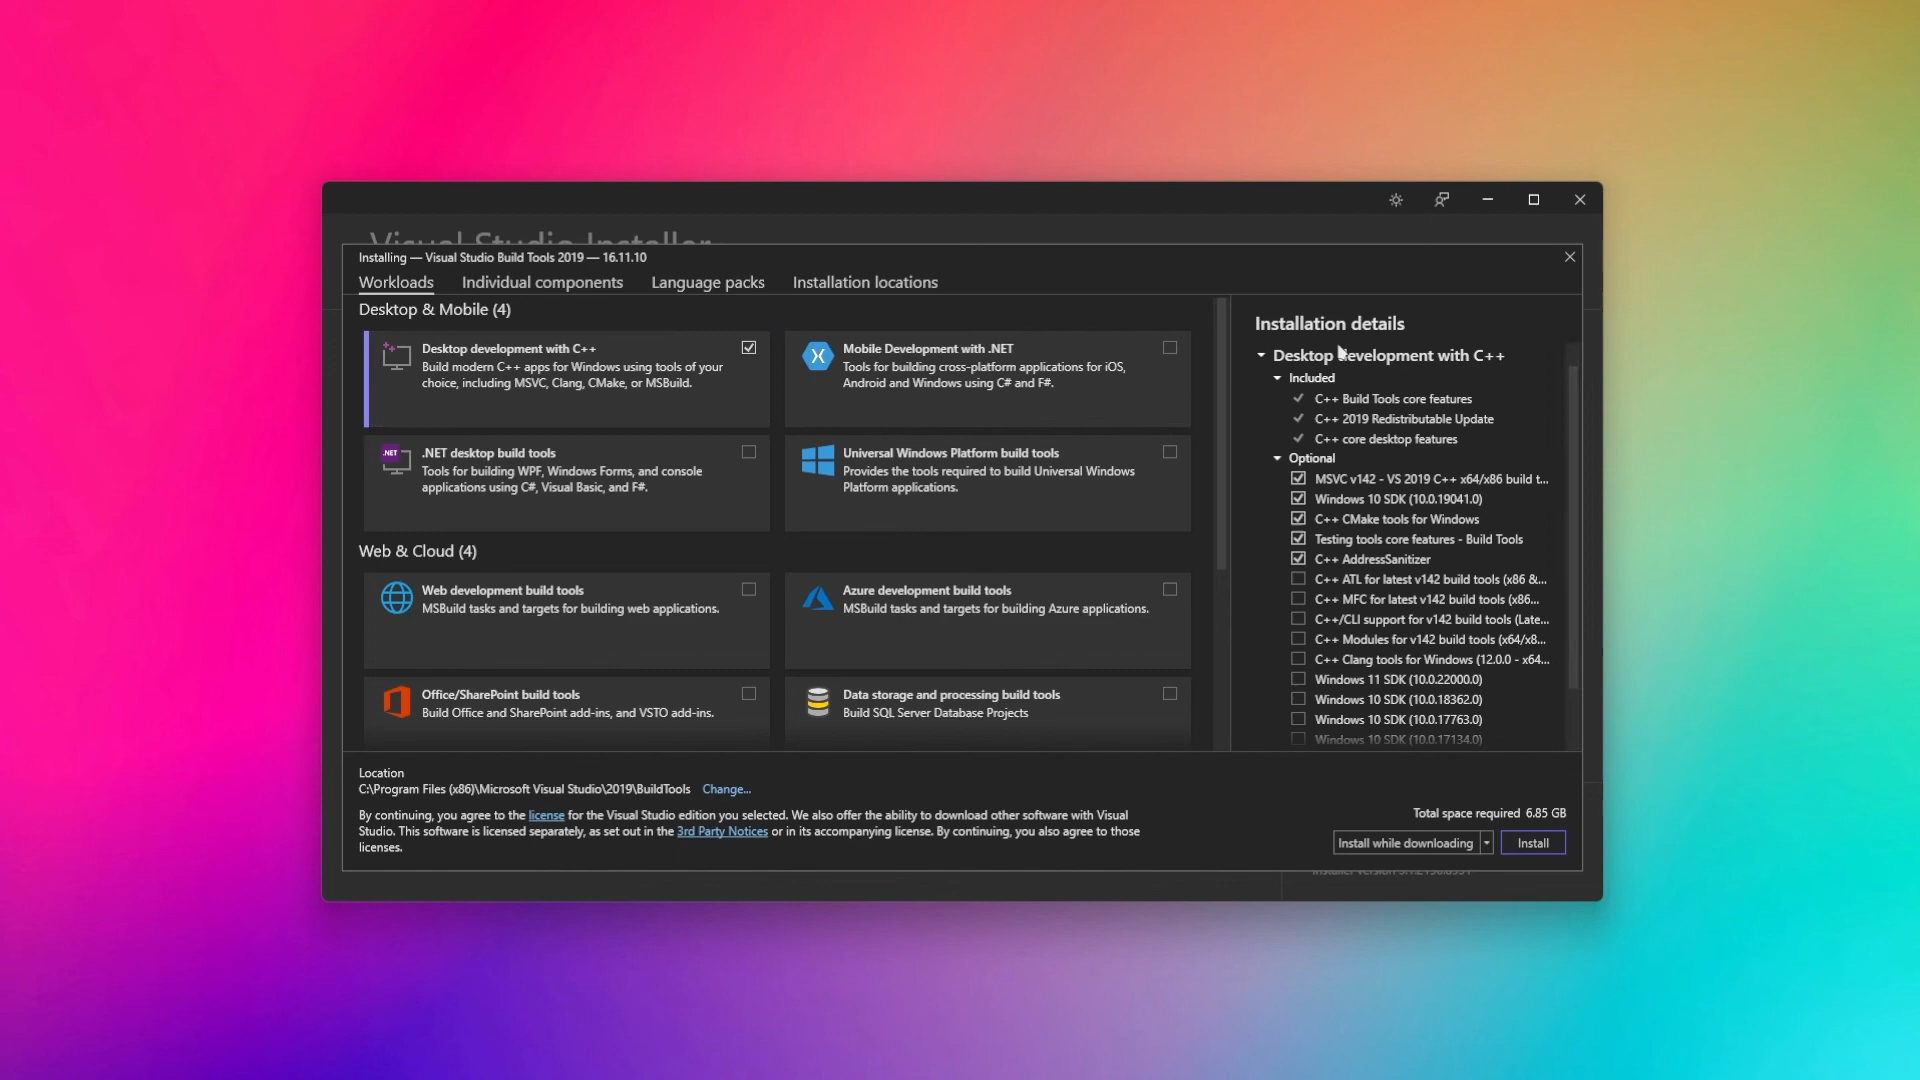 Visual Studio Installer
Installing — Visual Studio Build Tools 2019 — 16.11.10
Workloads
Individual components
Language packs
Installation locations
Desktop & Mobile (4)
Desktop development with C++
Build modern C++ apps for Windows using tools of your
choice, including MSVC, Clang, CMake, or MSBuild.
Mobile Development with .NET
Tools for building cross-platform applications for iOS,
Android and Windows using C# and F#.
.NET
.NET desktop build tools
Tools for building WPF, Windows Forms, and console
applications using C#, Visual Basic, and F#.
Universal Windows Platform build tools
Provides the tools required to build Universal Windows
Platform applications.
Web & Cloud (4)
Web development build tools
MSBuild tasks and targets for building web applications.
Azure development build tools
MSBuild tasks and targets for building Azure applications.
Office/SharePoint build tools
Build Office and SharePoint add-ins, and VSTO add-ins.
Data storage and processing build tools
Build SQL Server Database Projects
Installation details
Desktop development with C++
Included
C++ Build Tools core features
C++ 2019 Redistributable Update
C++ core desktop features
Optional
MSVC v142 - VS 2019 C++ x64/x86 build t...
Windows 10 SDK (10.0.19041.0)
C++ CMake tools for Windows
Testing tools core features - Build Tools
C++ AddressSanitizer
C++ ATL for latest v142 build tools (x86 &...
C++ MFC for latest v142 build tools (x86...
C++/CLI support for v142 build tools (Late...
C++ Modules for v142 build tools (x64/x8...
C++ Clang tools for Windows (12.0.0 - x64...
Windows 11 SDK (10.0.22000.0)
Windows 10 SDK (10.0.18362.0)
Windows 10 SDK (10.0.17763.0)
Windows 10 SDK (10.0.17134.0)
Location
C:\Program Files (x86)\Microsoft Visual Studio\2019\BuildTools Change...
By continuing, you agree to the license for the Visual Studio edition you selected. We also offer the ability to download other software with Visual
Studio. This software is licensed separately, as set out in the 3rd Party Notices or in its accompanying license. By continuing, you also agree to those
licenses.
Total space required 6.85 GB
Install while downloading
Install